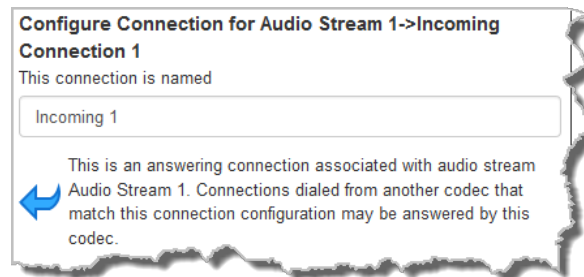 Configure Connection for Audio Stream 1->Incoming
Connection 1
This connection is named
Incoming 1
This is an answering connection associated with audio stream
Audio Stream 1. Connections dialed from another codec that
match this connection configuration may be answered by this
codec.